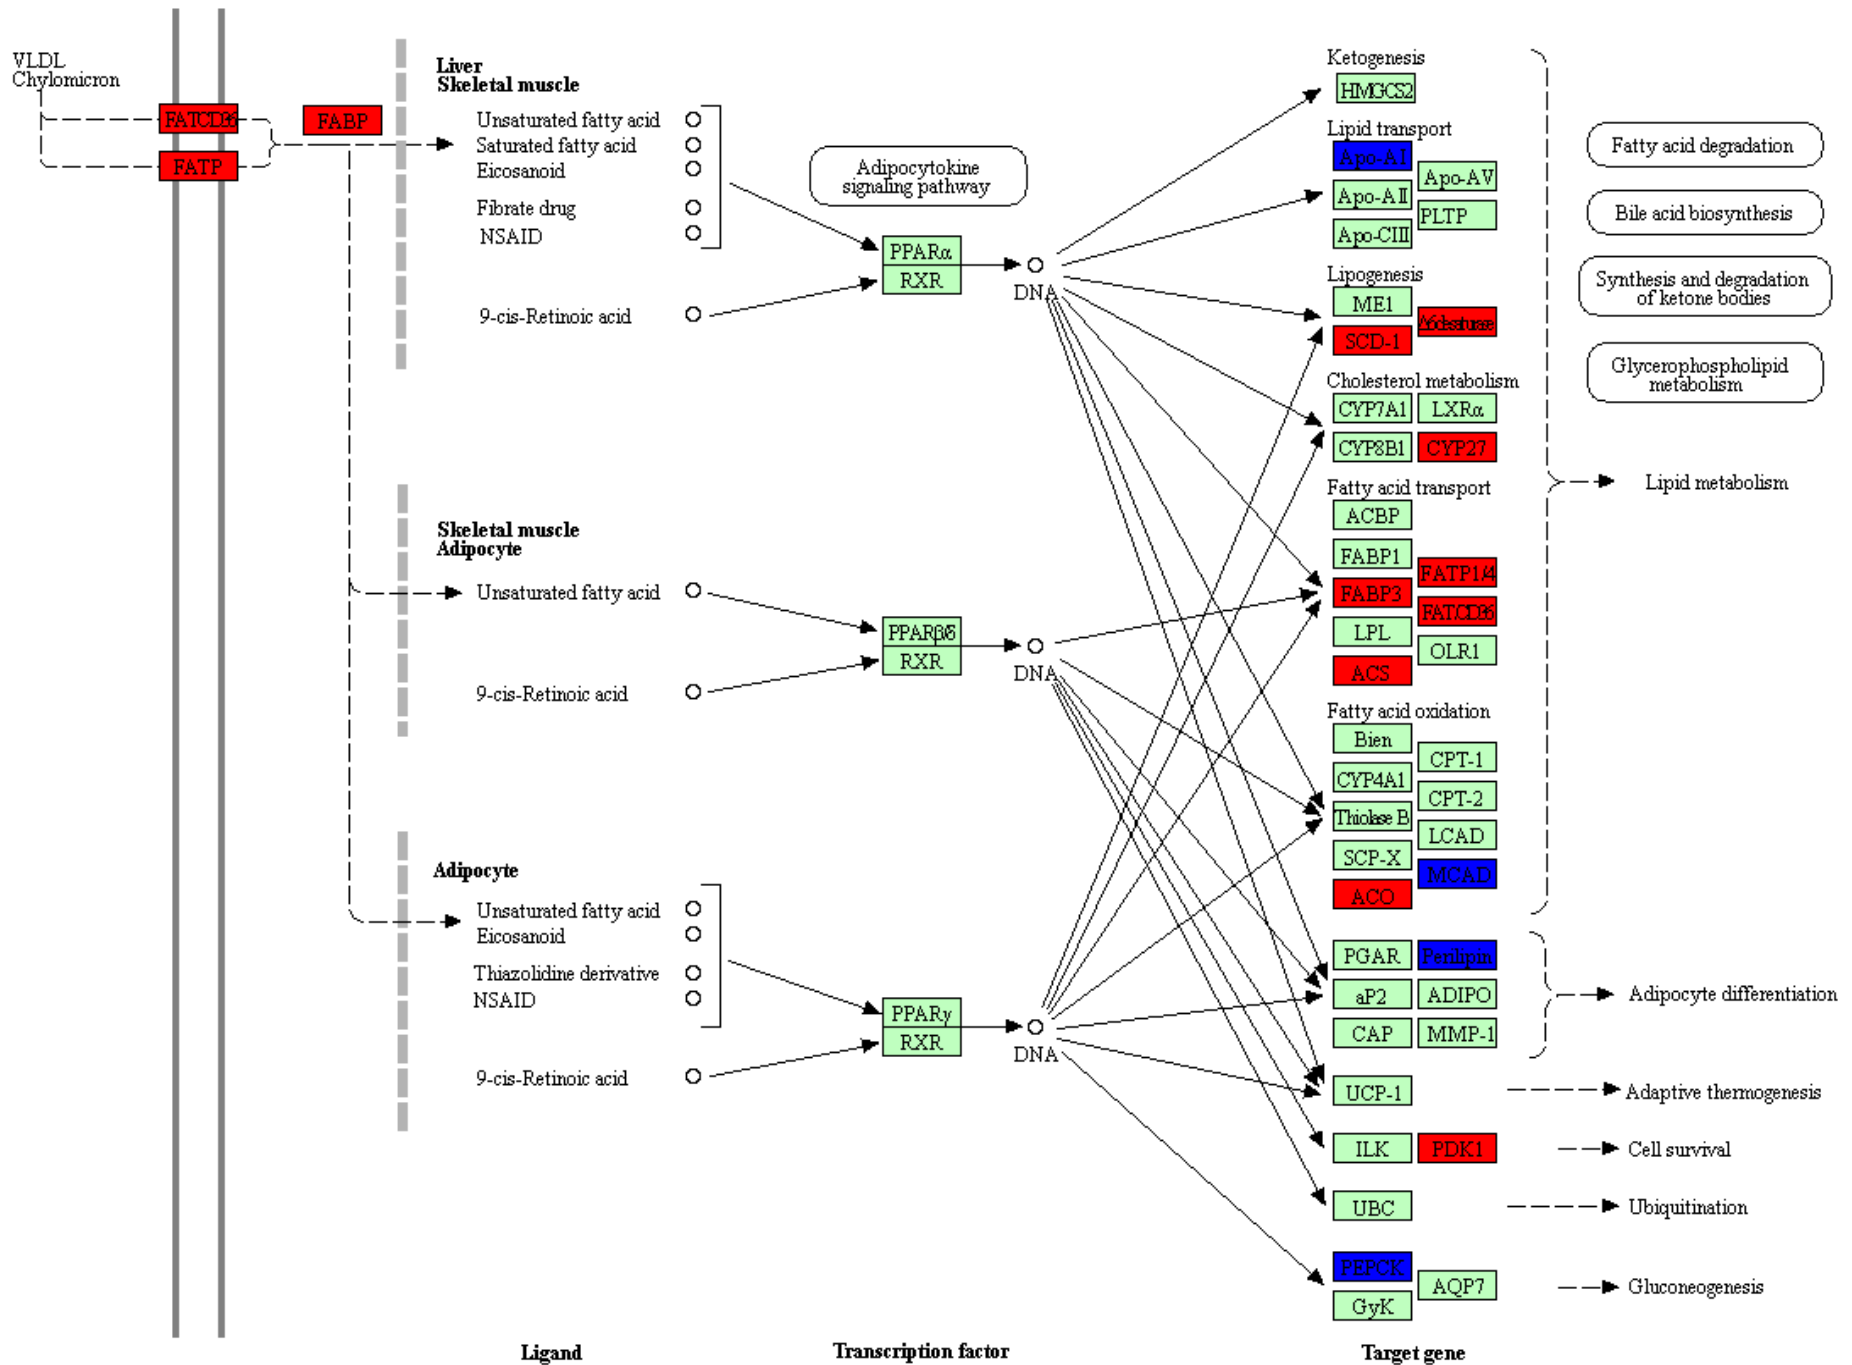 VLDL
Chylomicron
FATCD36
FATP
FABP
Liver
Skeletal muscle
Unsaturated fatty acid
Saturated fatty acid
Eicosanoid
Fibrate drug
NSAID
9-cis-Retinoic acid
Adipocytokine
signaling pathway
PPARα
RXR
DNA
Skeletal muscle
Adipocyte
Unsaturated fatty acid
9-cis-Retinoic acid
PPARβ/δ
RXR
DNA
Adipocyte
Unsaturated fatty acid
Eicosanoid
Thiazolidine derivative
NSAID
9-cis-Retinoic acid
PPARγ
RXR
DNA
Ketogenesis
HMGCS2
Lipid transport
Apo-AI
Apo-AII
Apo-CIII
Apo-AV
PLTP
Lipogenesis
ME1
SCD-1
Δ6desaturase
Cholesterol metabolism
CYP7A1
LXRα
CYP8B1
CYP27
Fatty acid transport
ACBP
FABP1
FABP3
LPL
ACS
FATP1/4
FATCD36
OLR1
Fatty acid oxidation
Bien
CYP4A1
Thiolase B
SCP-X
ACO
CPT-1
CPT-2
LCAD
MCAD
PGAR
Perilipin
aP2
ADIPO
CAP
MMP-1
UCP-1
ILK
PDK1
UBC
PEPCK
GyK
AQP7
Fatty acid degradation
Bile acid biosynthesis
Synthesis and degradation
of ketone bodies
Glycerophospholipid
metabolism
Lipid metabolism
Adipocyte differentiation
Adaptive thermogenesis
Cell survival
Ubiquitination
Gluconeogenesis
Ligand
Transcription factor
Target gene